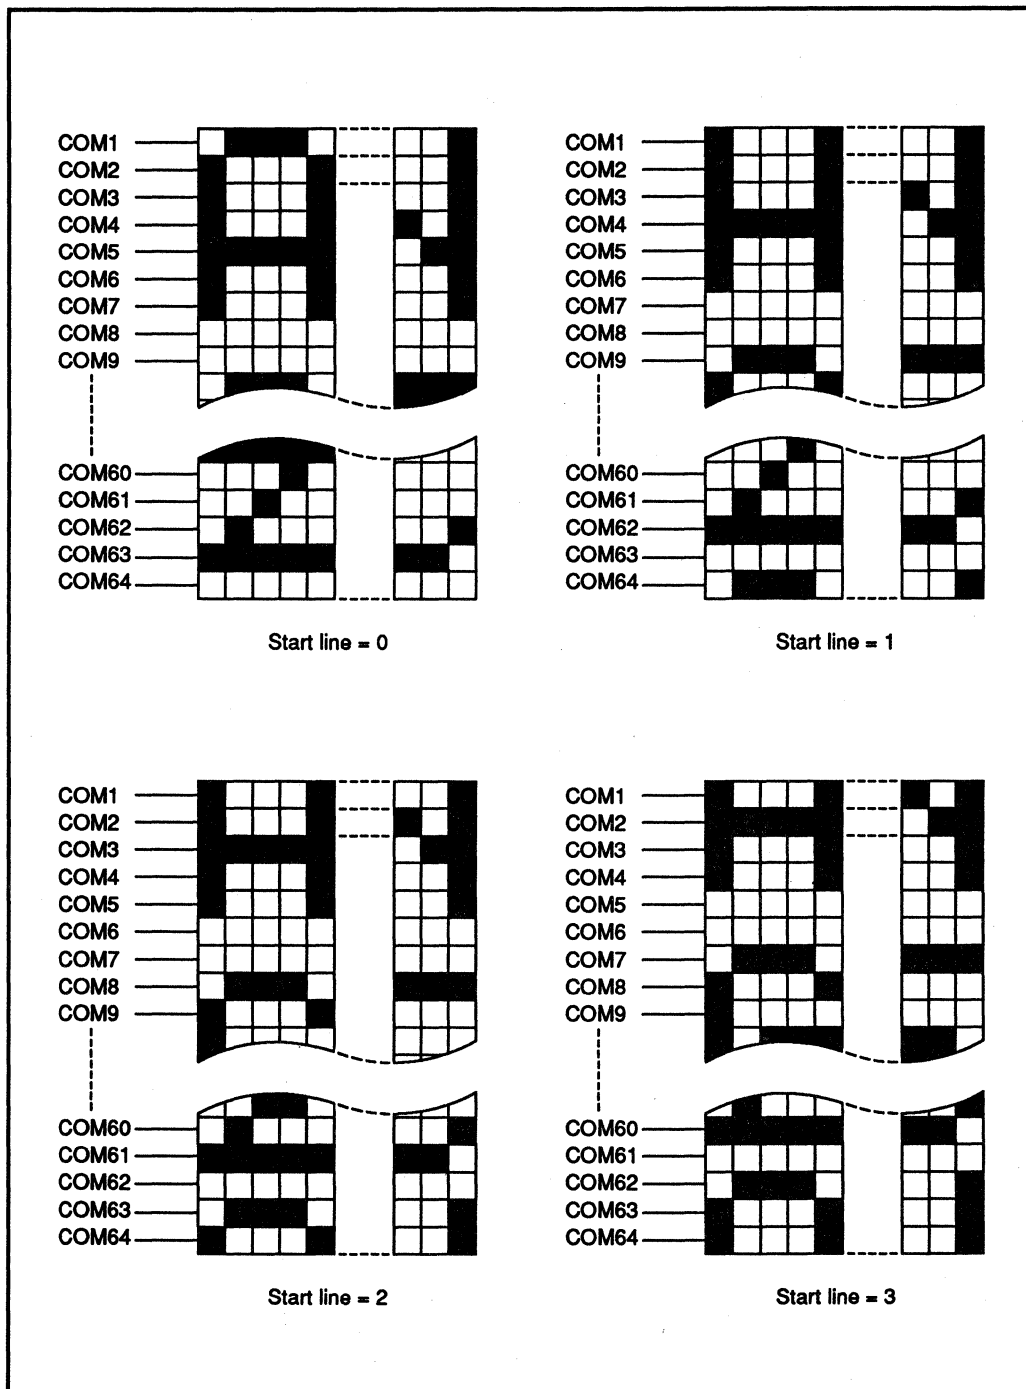 COM1
COM2
COM3
COM4
COM5
COM6
COM7
COM8
COM9
COM60
COM61
COM62
COM63
COM64
Start line = 0
COM1
COM2
COM3
COM4
COM5
COM6
COM7
COM8
COM9
COM60
COM61
COM62
COM63
COM64
Start line = 1
COM1
COM2
COM3
COM4
COM5
COM6
COM7
COM8
COM9
COM60
COM61
COM62
COM63
COM64
Start line = 2
COM1
COM2
COM3
COM4
COM5
COM6
COM7
COM8
COM9
COM60
COM61
COM62
COM63
COM64
Start line = 3